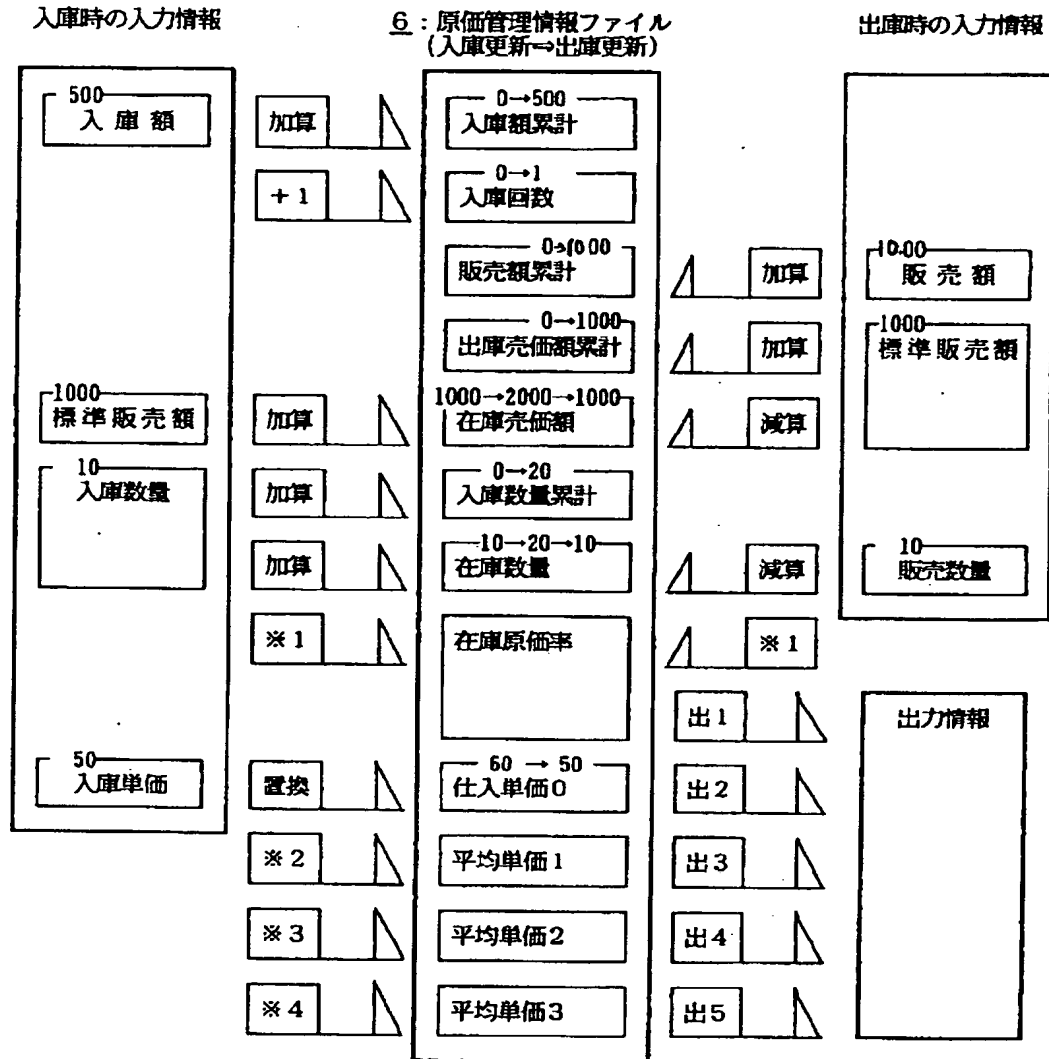 入庫時の入力情報
6：原価管理情報ファイル
(入庫更新⇒出庫更新)
出庫時の入力情報
500
入庫額
加算
0→500
入庫額累計
+1
0→1
入庫回数
0→1000
販売額累計
加算
1000
販売額
0→1000
出庫売価額累計
加算
1000
標準販売額
1000
標準販売額
加算
1000→2000→1000
在庫売価額
減算
10
入庫数量
加算
0→20
入庫数量累計
加算
10→20→10
在庫数量
減算
10
販売数量
※1
在庫原価率
※1
出1
出力情報
50
入庫単価
置換
60→50
仕入単価0
出2
※2
平均単価1
出3
※3
平均単価2
出4
※4
平均単価3
出5